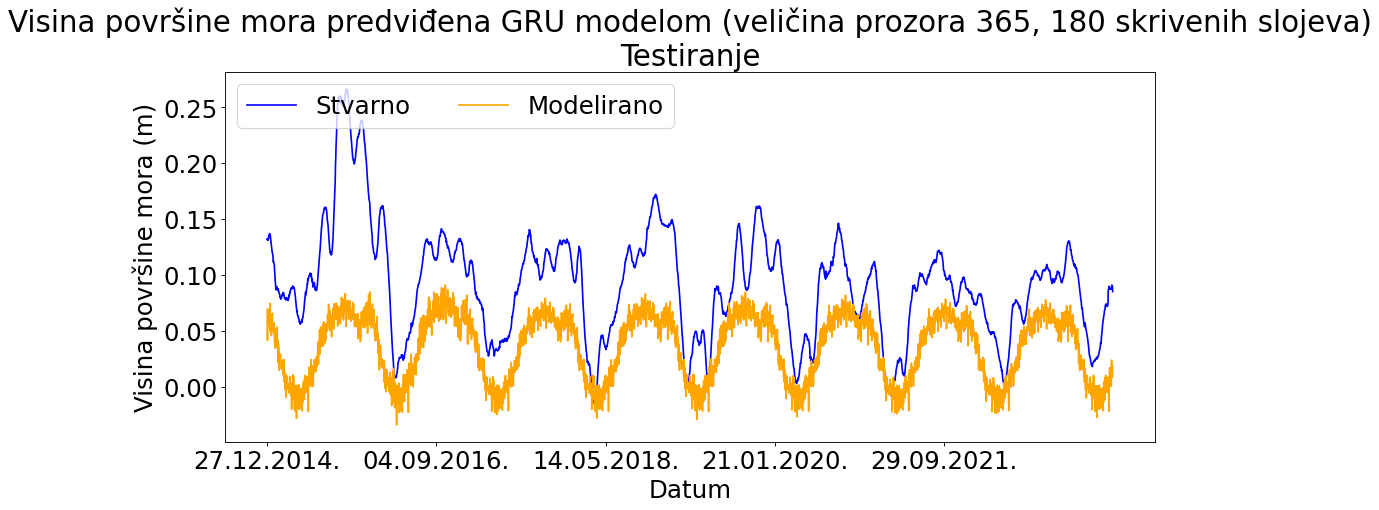 Visina površine mora predviđena GRU modelom (veličina prozora 365, 180 skrivenih slojeva)
Testiranje
Stvarno Modelirano
Visina površine mora (m)
0.25
0.20
0.15
0.10
0.05
0.00
27.12.2014. 04.09.2016. 14.05.2018. 21.01.2020. 29.09.2021.
Datum